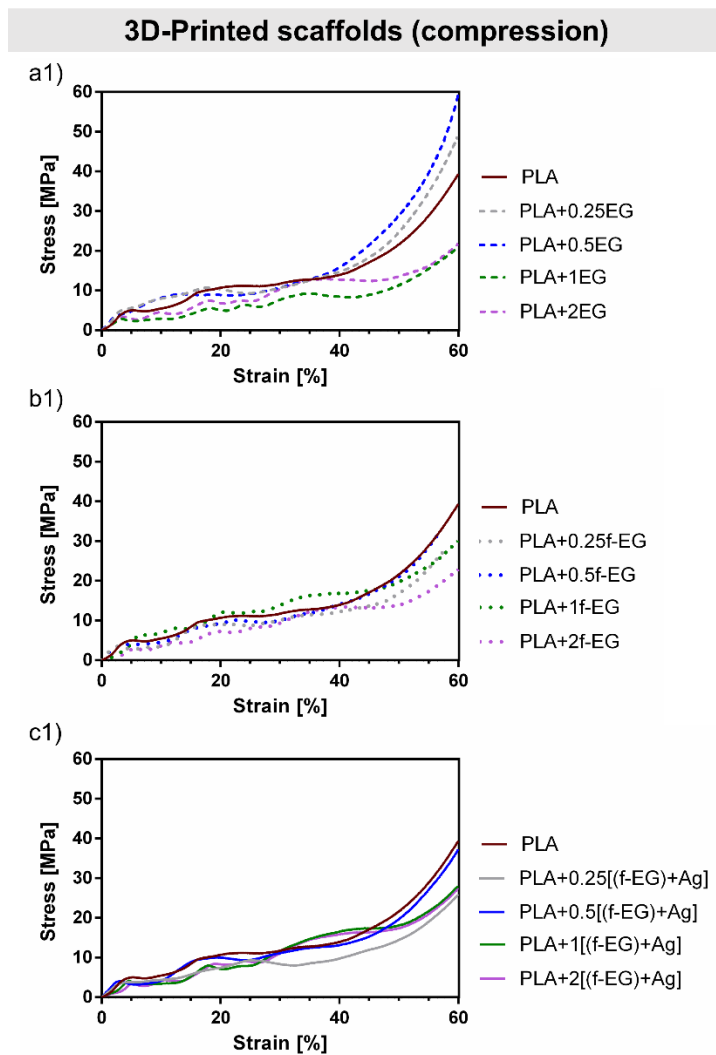 3D-Printed scaffolds (compression)
a1)
60
50
40
30
20
10
0
Stress [MPa]
0 20 40 60
Strain [%]
PLA
PLA+0.25EG
PLA+0.5EG
PLA+1EG
PLA+2EG
b1)
60
50
40
30
20
10
0
Stress [MPa]
0 20 40 60
Strain [%]
PLA
PLA+0.25f-EG
PLA+0.5f-EG
PLA+1f-EG
PLA+2f-EG
c1)
60
50
40
30
20
10
0
Stress [MPa]
0 20 40 60
Strain [%]
PLA
PLA+0.25[(f-EG)+Ag]
PLA+0.5[(f-EG)+Ag]
PLA+1[(f-EG)+Ag]
PLA+2[(f-EG)+Ag]